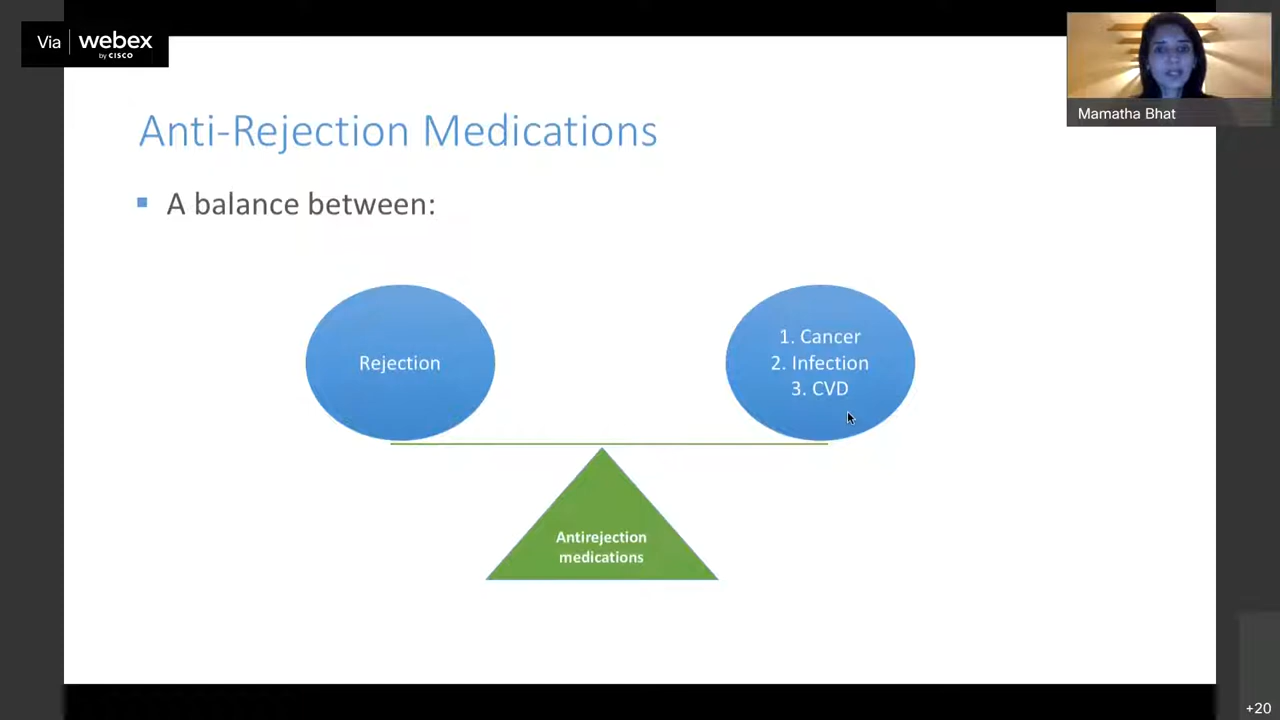 Via webex
by CISCO
Mamatha Bhat
Anti-Rejection Medications
A balance between:
Rejection
1. Cancer
2. Infection
3. CVD
Antirejection
medications
+20